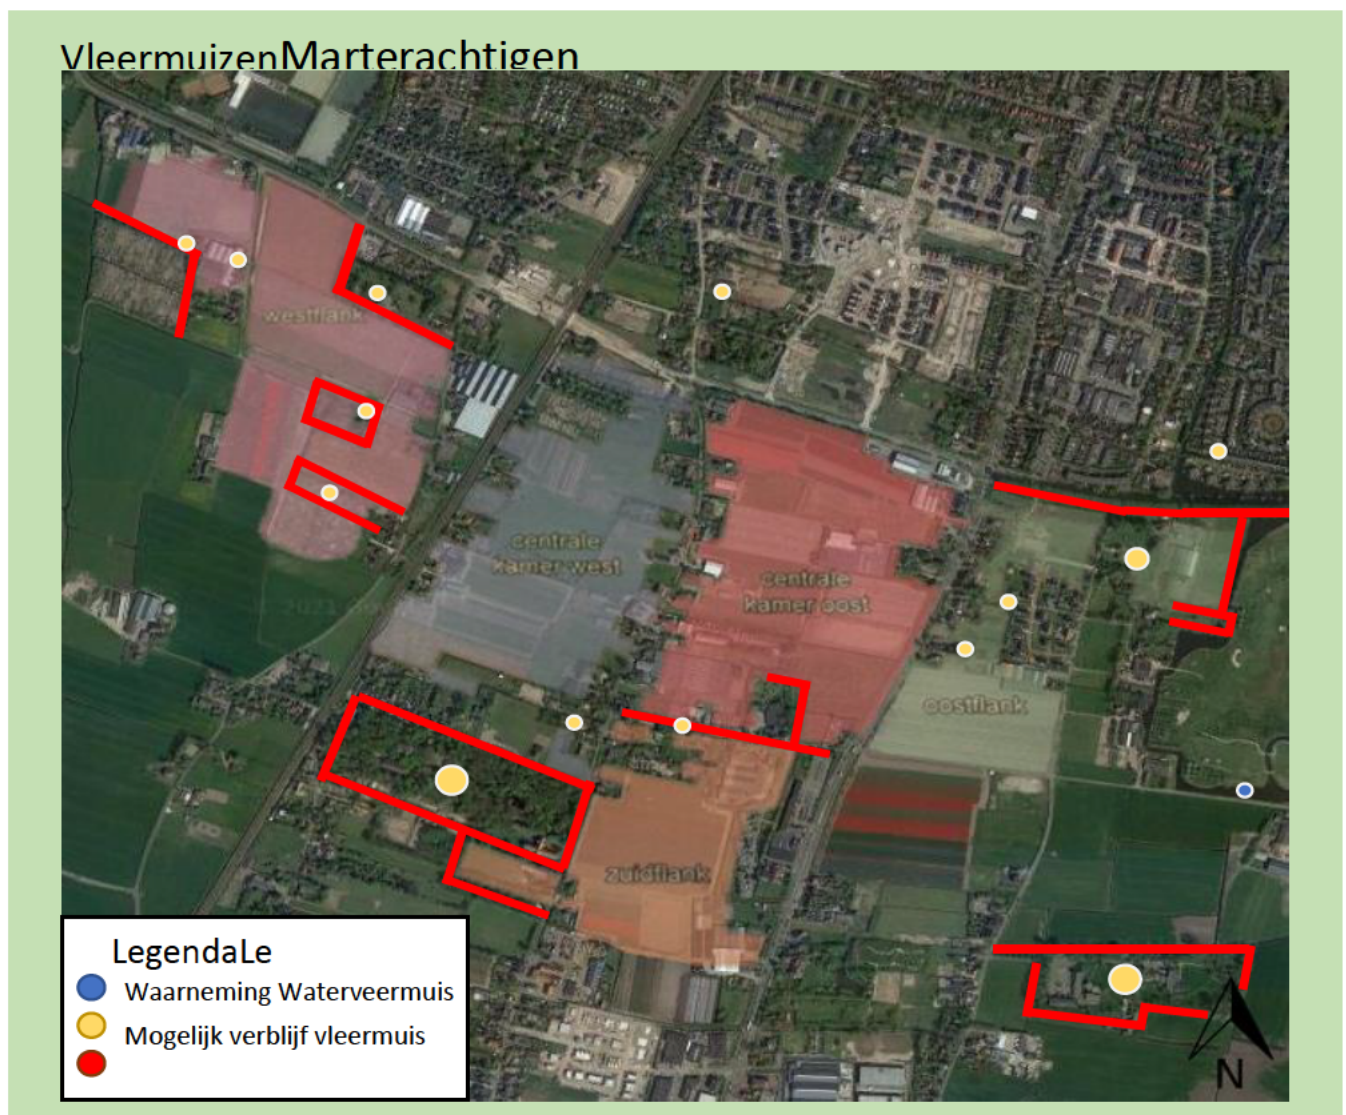 VleermuizenMarterachtigen
westflank
centrale
kamer west
centrale
kamer oost
oostflank
zuidflank
LegendaLe
Waarneming Waterveermuis
Mogelijk verblijf vleermuis
N